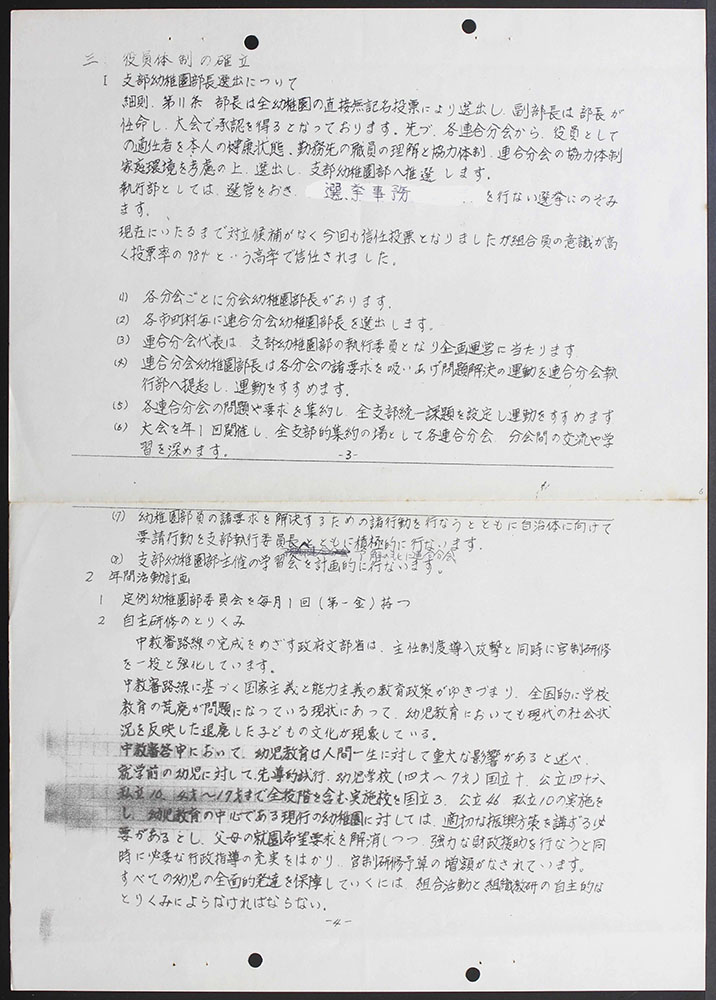 三 役員体制の確立
1 支部幼稚園部長選出について
細則、第11条 部長は全幼稚園の直接無記名投票により選出し、副部長は部長が
任命し、大会で承認を得るとなっております。先づ、各連合分会から、役員として
の適任者を本人の健康状態、勤務先の職員の理解と協力体制、連合分会の協力体制
家庭環境を考慮の上、選出し、支部幼稚園部へ推選します。
執行部としては、選管をおき、選挙事務 を行ない選挙にのぞみ
ます。
現在にいたるまで対立候補がなく今回も信任投票となりましたが組合員の意識が高
く投票率の98%という高率で信任されました。
(1) 各分会ごとに分会幼稚園部長がおります。
(2) 各市町村毎に連合分会幼稚園部長を選出します。
(3) 連合分会代表は、支部幼稚園部の執行委員となり企画運営に当たります
(4) 連合分会幼稚園部長は各分会の諸要求を吸いあげ問題解決の運動を連合分会執
行部へ提起し、運動をすすめます。
(5) 各連合分会の問題や要求を集約し、全支部統一課題を設定し運動をすすめます
(6) 大会を年1回開催し、全支部的集約の場として各連合分会、分会間の交流や学
習を深めます。
-3-
(7) 幼稚園部員の諸要求を解決するための諸行動を行なうとともに自治体に向けて
要請行動を支部執行委員長とともに積極的に行ないます。
(8) 支部幼稚園部主催の学習会を計画的に行ないます。
2 年間活動計画
1 定例幼稚園部委員会を毎月1回(第一金)持つ
2 自主研修のとりくみ
中教審路線の完成をめざす政府文部省は、主任制度導入攻撃と同時に官制研修
を一段と強化しています。
中教審路線に基づく国家主義と能力主義の教育政策がゆきづまり、全国的に学校
教育の荒廃が問題になっている現状にあって、幼児教育においても現代の社会状
況を反映した退廃した子どもの文化が現象している。
中教審答申において、幼児教育は人間一生に対して重大な影響があると述べ、
就学前の幼児に対して、先導的試行、幼児学校(四才〜7才)国立十、公立四十六
私立10、4才〜17才まで全段階を含む実施校を国立3、公立46 私立10の実施を
し、幼児教育の中心である現行の幼稚園に対しては、適切な振興方策を講ずる必
要があるとし、父母の就園希望要求を解消しつつ、強力な財政援助を行なうと同
時に必要な行政指導の充実をはかり、官制研修予算の増額がなされています。
すべての幼児の全面的発達を保障していくには、組合活動と組識教研の自主的な
とりくみによらなければならない。
-4-